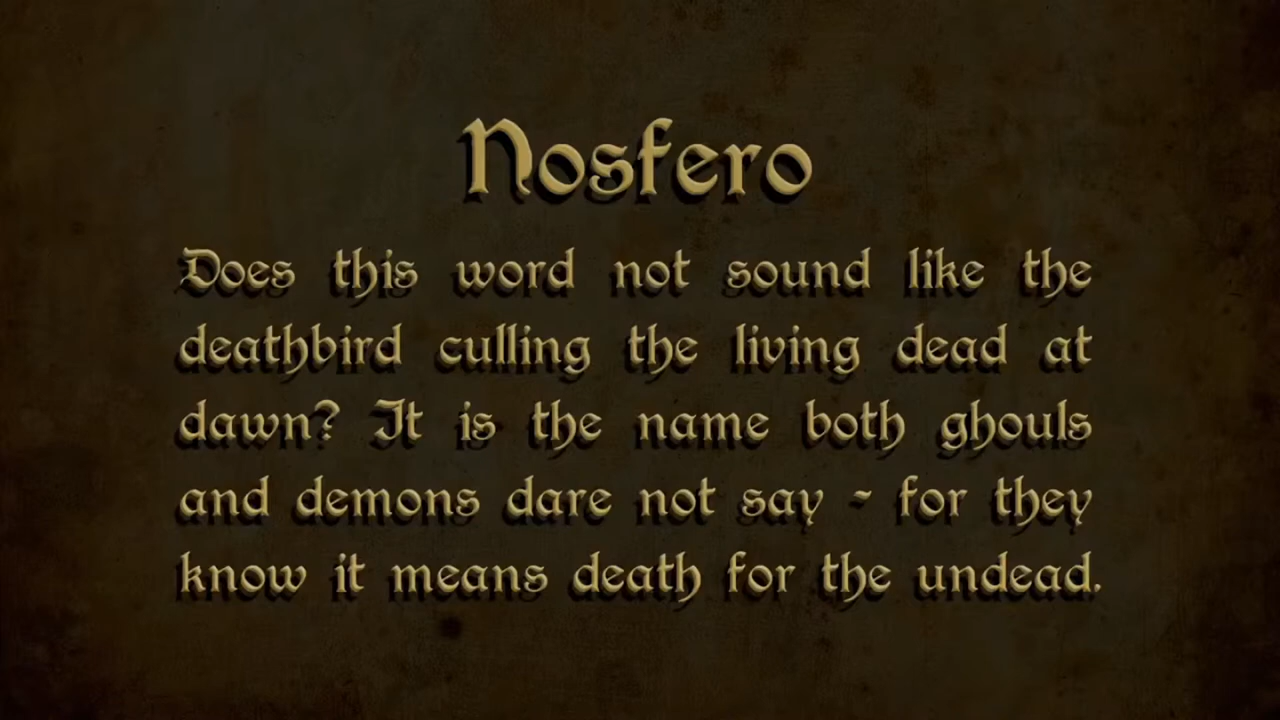 Nosfero
Does this word not sound like the
deathbird culling the living dead at
dawn? It is the name both ghouls
and demons dare not say - for they
know it means death for the undead.